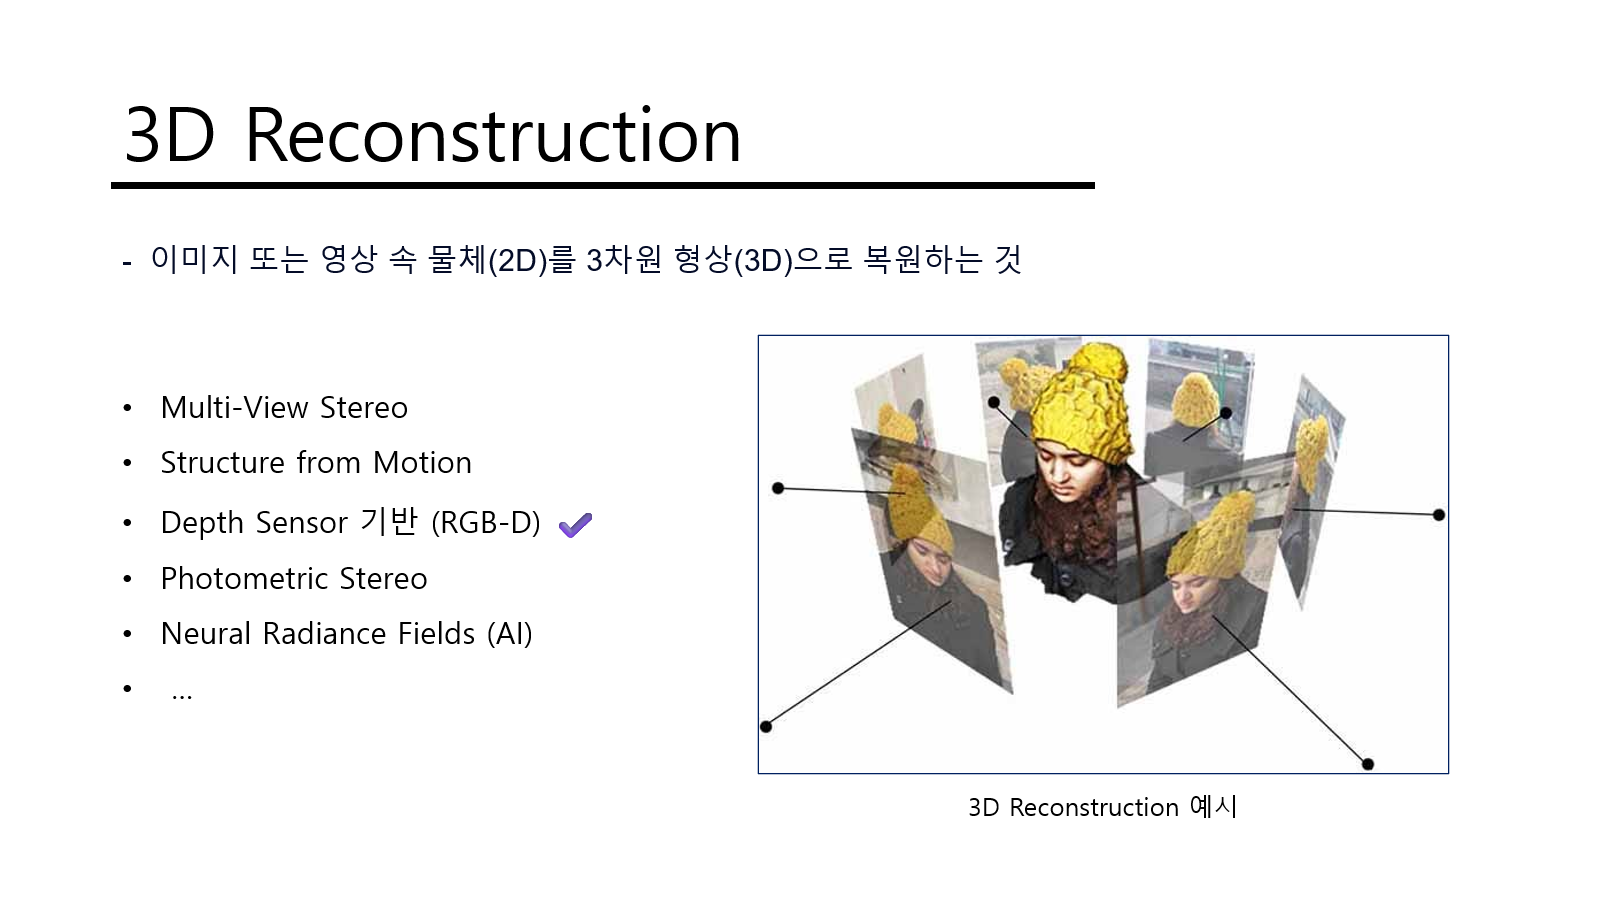 3D Reconstruction
- 이미지 또는 영상 속 물체(2D)를 3차원 형상(3D)으로 복원하는 것
• Multi-View Stereo
• Structure from Motion
• Depth Sensor 기반 (RGB-D)
• Photometric Stereo
• Neural Radiance Fields (AI)
• ...
3D Reconstruction 예시